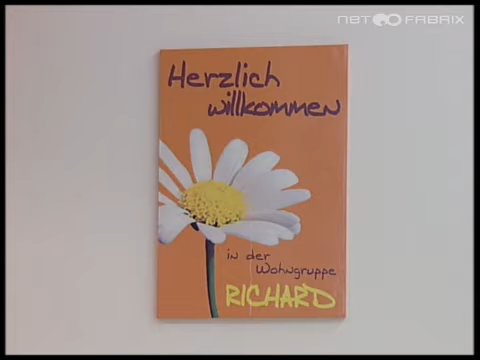 NET FABRIX
Herzlich
willkommen
in der
Wohngruppe
RICHARD